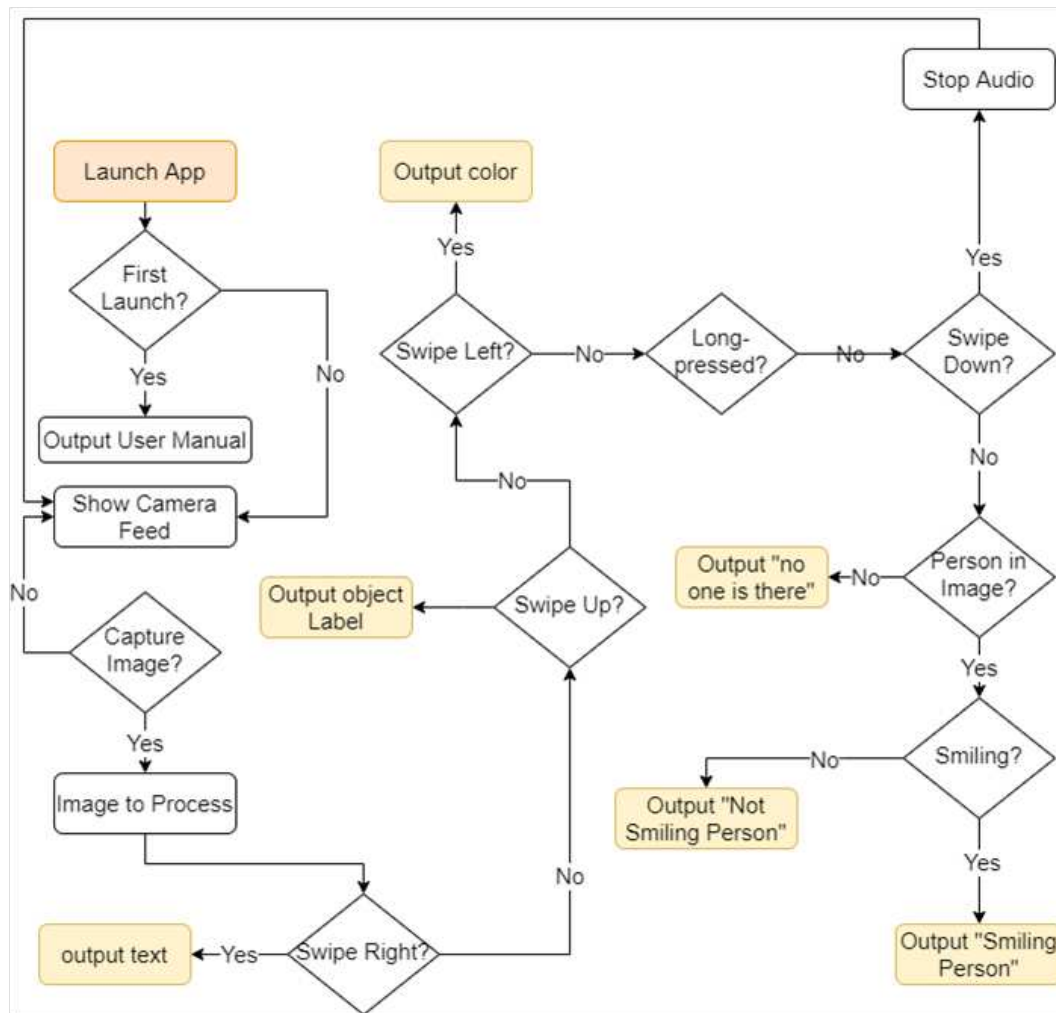 Stop Audio
Launch App
Output color
Yes
Yes
First
Launch?
Swipe Left?
No
Long-
pressed?
No
Swipe
Down?
Yes
No
Output User Manual
No
No
Show Camera
Feed
Output "no
one is there"
No
Person in
Image?
No
Output object
Label
Swipe Up?
Capture
Image?
Yes
Yes
No
Smiling?
Image to Process
Output "Not
Smiling Person"
No
Yes
output text
Yes
Swipe Right?
Output "Smiling
Person"